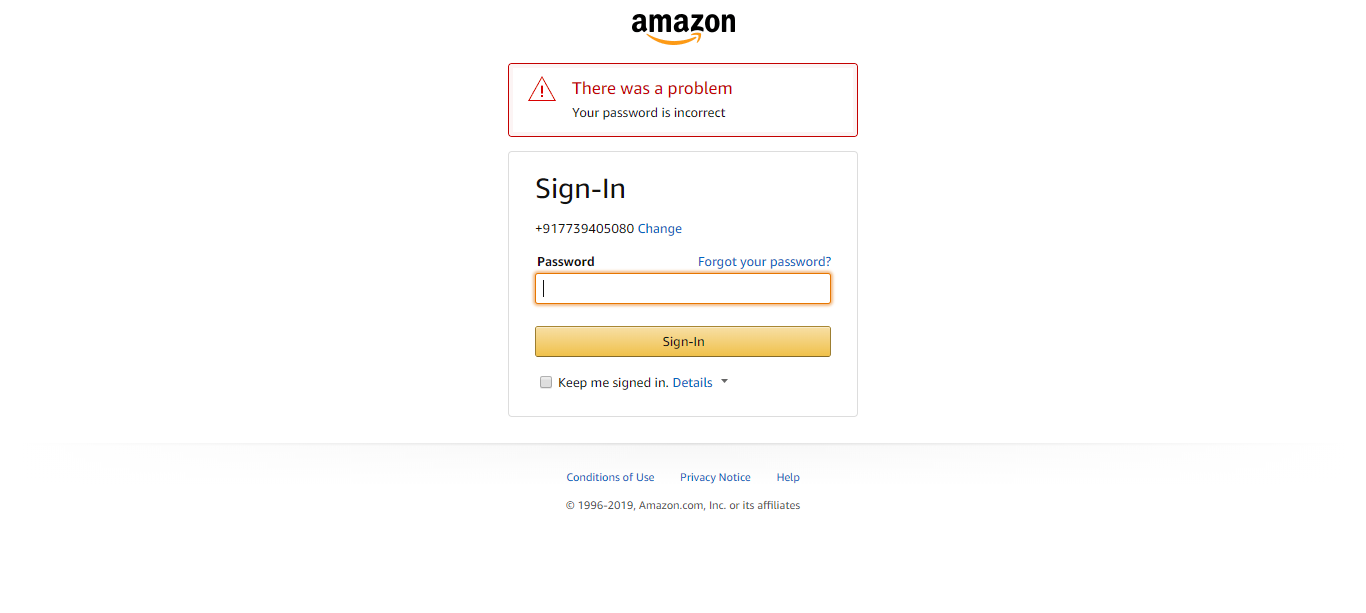 amazon
There was a problem
Your password is incorrect
Sign-In
+917739405080 Change
Password Forgot your password?
Sign-In
Keep me signed in. Details
Conditions of Use Privacy Notice Help
© 1996-2019, Amazon.com, Inc. or its affiliates